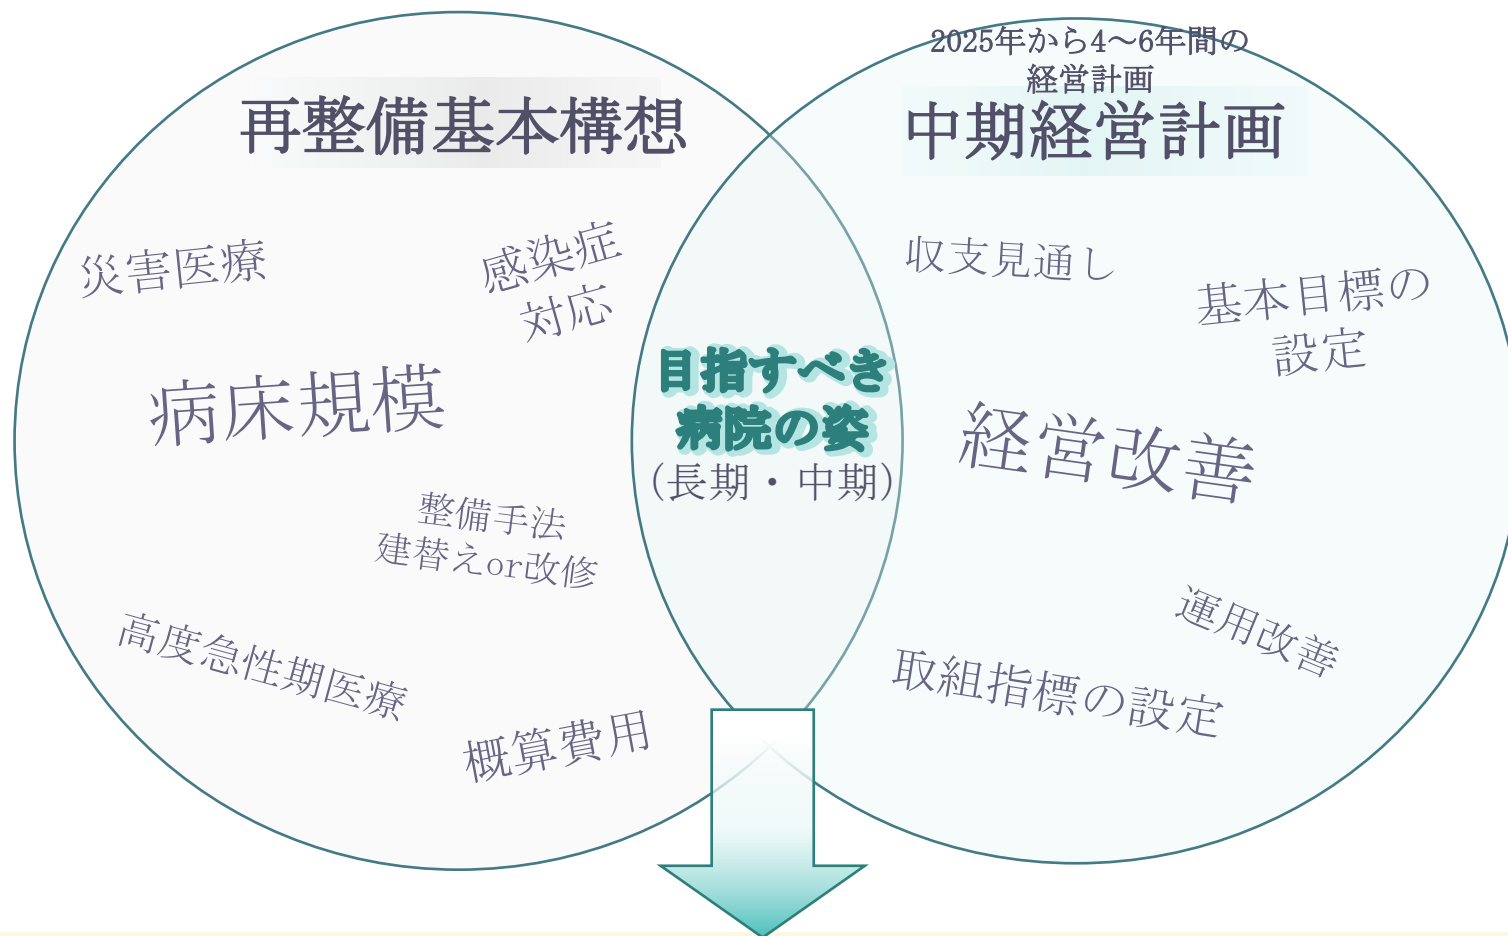 再整備基本構想
災害医療
感染症
対応
病床規模
整備手法
建替えor改修
高度急性期医療
概算費用
目指すべき
病院の姿
（長期・中期）
2025年から4～6年間の
経営計画
中期経営計画
収支見通し
基本目標の
設定
経営改善
運用改善
取組指標の設定